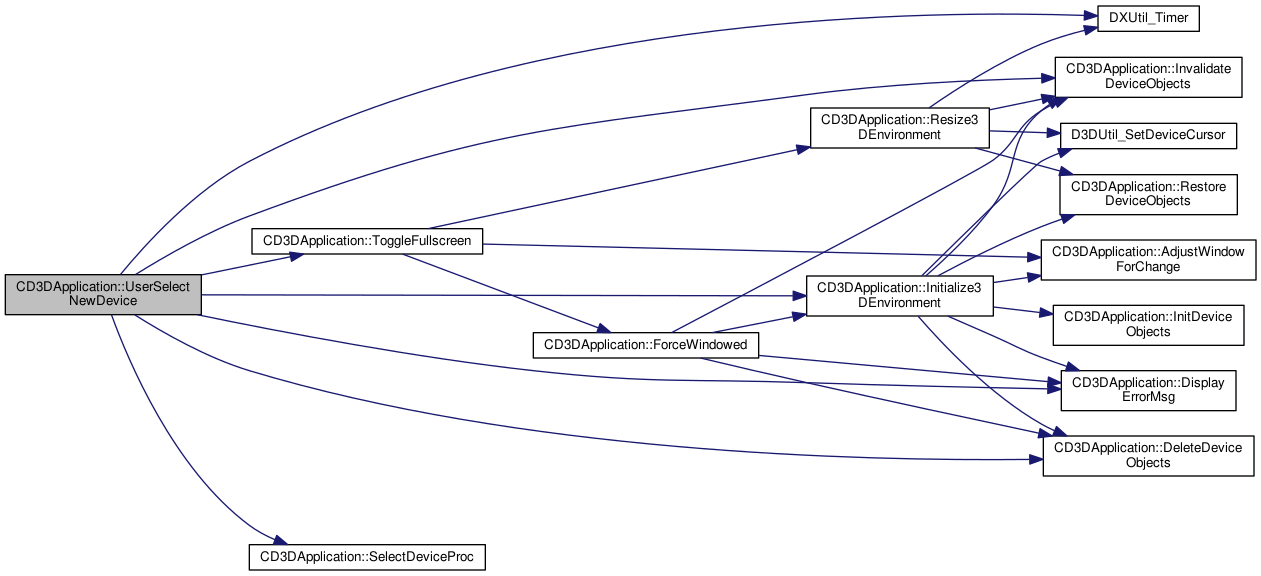 DXUtil_Timer
CD3DApplication::Invalidate
DeviceObjects
CD3DApplication::Resize3
DEnvironment
D3DUtil_SetDeviceCursor
CD3DApplication::Restore
DeviceObjects
CD3DApplication::ToggleFullscreen
CD3DApplication::AdjustWindow
ForChange
CD3DApplication::UserSelect
NewDevice
CD3DApplication::Initialize3
DEnvironment
CD3DApplication::InitDevice
Objects
CD3DApplication::ForceWindowed
CD3DApplication::Display
ErrorMsg
CD3DApplication::DeleteDevice
Objects
CD3DApplication::SelectDeviceProc